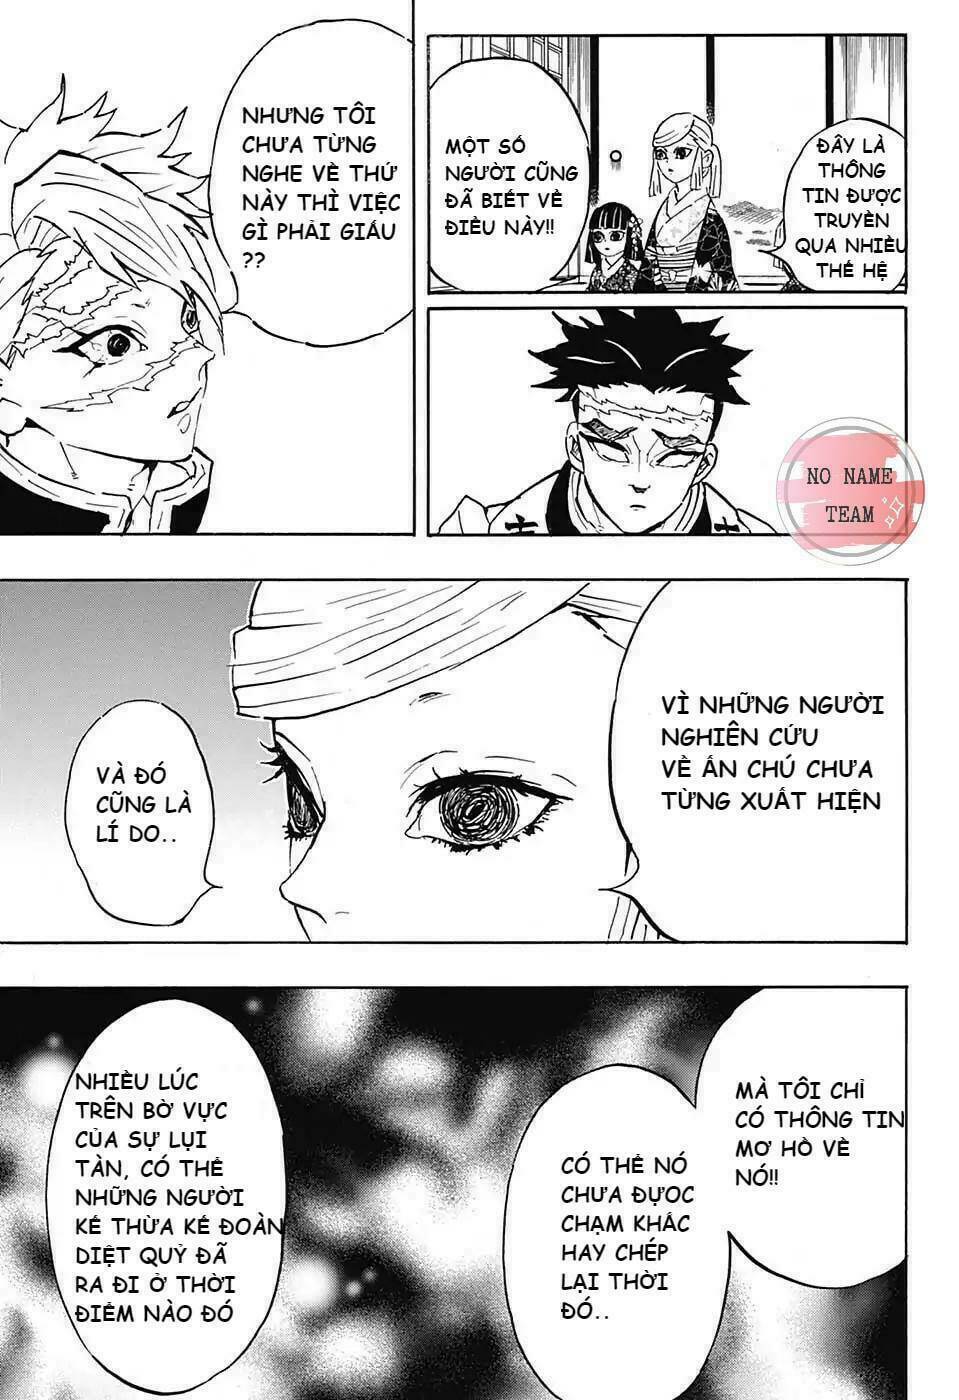 ĐÂY LÀ
THÔNG
TIN ĐƯỢC
TRUYỀN
QUA NHIỀU
THẾ HỆ
MỘT SỐ
NGƯỜI CŨNG
ĐÃ BIẾT VỀ
ĐIỀU NÀY!!
NHƯNG TÔI
CHƯA TỪNG
NGHE VỀ THỨ
NÀY THÌ VIỆC
GÌ PHẢI GIẤU
??
NO NAME
TEAM
VÌ NHỮNG NGƯỜI
NGHIÊN CỨU
VỀ ẤN CHÚ CHƯA
TỪNG XUẤT HIỆN
VÀ ĐÓ
CŨNG LÀ
LÍ DO..
MÀ TÔI CHỈ
CÓ THÔNG TIN
MƠ HỒ VỀ
NÓ!!
CÓ THỂ NÓ
CHƯA ĐỰOC
CHẠM KHẮC
HAY CHÉP
LẠI THỜI
ĐÓ..
NHIỀU LÚC
TRÊN BỜ VỰC
CỦA SỰ LỤI
TÀN, CÓ THỂ
NHỮNG NGƯỜI
KẾ THỪA KẾ ĐOÀN
DIỆT QUỶ ĐÃ
RA ĐI Ở THỜI
ĐIỂM NÀO ĐÓ